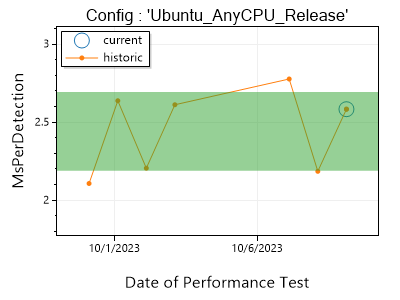 Config : 'Ubuntu_AnyCPU_Release'
current
historic
3
2.5
2
MsPerDetection
10/1/2023
10/6/2023
Date of Performance Test